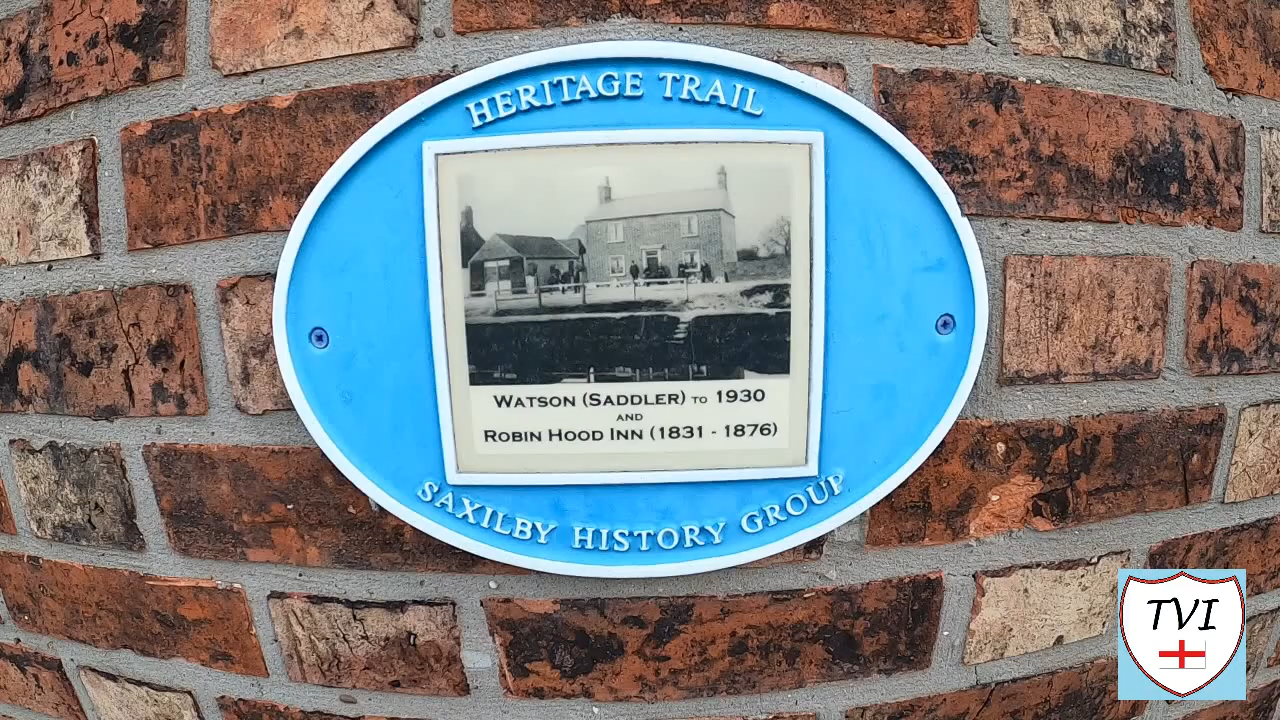 HERITAGE TRAIL
WATSON (SADDLER) TO 1930
AND
ROBIN HOOD INN (1831 - 1876)
SAXILBY HISTORY GROUP
TVI